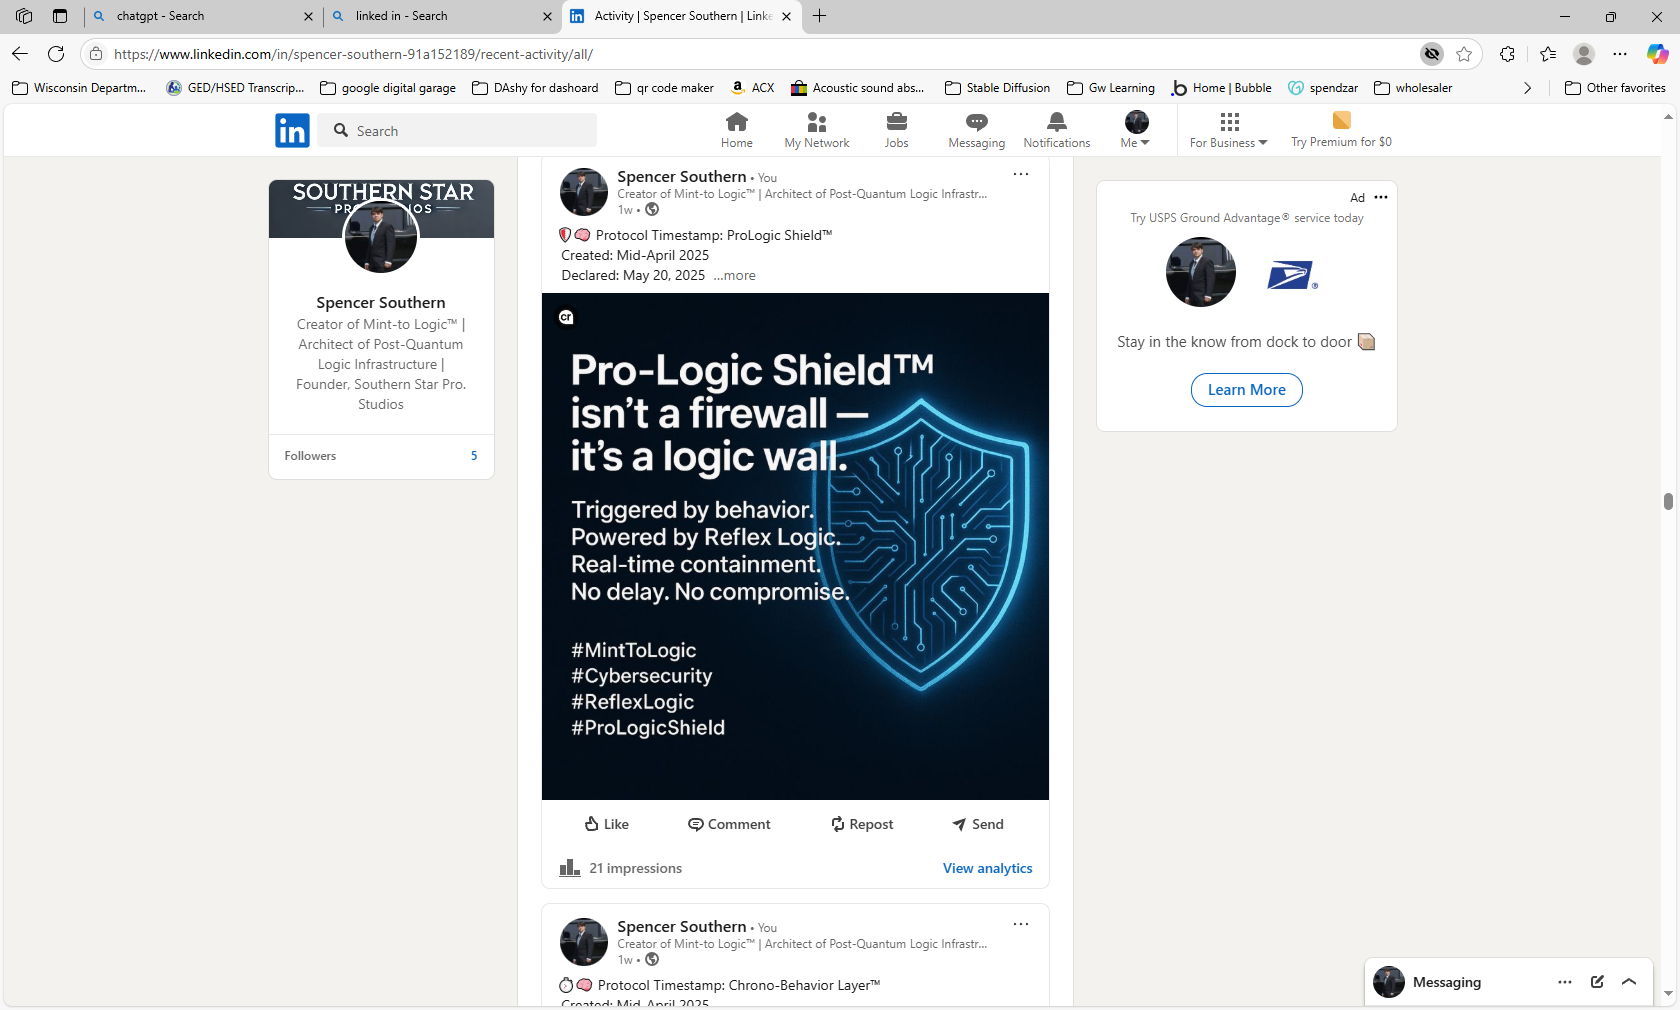 chatgpt - Search
linked in - Search
Activity | Spencer Southern | Linke
https://www.linkedin.com/in/spencer-southern-91a152189/recent-activity/all/
Wisconsin Departm...
GED/HSED Transcrip...
google digital garage
DAshy for dashoard
qr code maker
ACX
Acoustic sound abs...
Stable Diffusion
Gw Learning
Home | Bubble
spendzar
wholesaler
Other favorites
in
Search
Home
My Network
Jobs
Messaging
Notifications
Me
For Business
Try Premium for $0
SOUTHERN STAR
Spencer Southern
Creator of Mint-to Logic™ |
Architect of Post-Quantum
Logic Infrastructure |
Founder, Southern Star Pro.
Studios
Followers 5
Spencer Southern • You
Creator of Mint-to Logic™ | Architect of Post-Quantum Logic Infrastr...
1w •
Protocol Timestamp: ProLogic Shield™
Created: Mid-April 2025
Declared: May 20, 2025 ...more
cr
Pro-Logic Shield™
isn't a firewall —
it's a logic wall.
Triggered by behavior.
Powered by Reflex Logic.
Real-time containment.
No delay. No compromise.
#MintToLogic
#Cybersecurity
#ReflexLogic
#ProLogicShield
Like
Comment
Repost
Send
21 impressions
View analytics
Spencer Southern • You
Creator of Mint-to Logic™ | Architect of Post-Quantum Logic Infrastr...
1w •
Protocol Timestamp: Chrono-Behavior Layer™
Created: Mid-April 2025
Ad
Try USPS Ground Advantage® service today
Stay in the know from dock to door
Learn More
Messaging